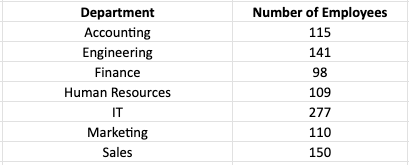 Department Number of Employees
Accounting 115
Engineering 141
Finance 98
Human Resources 109
IT 277
Marketing 110
Sales 150